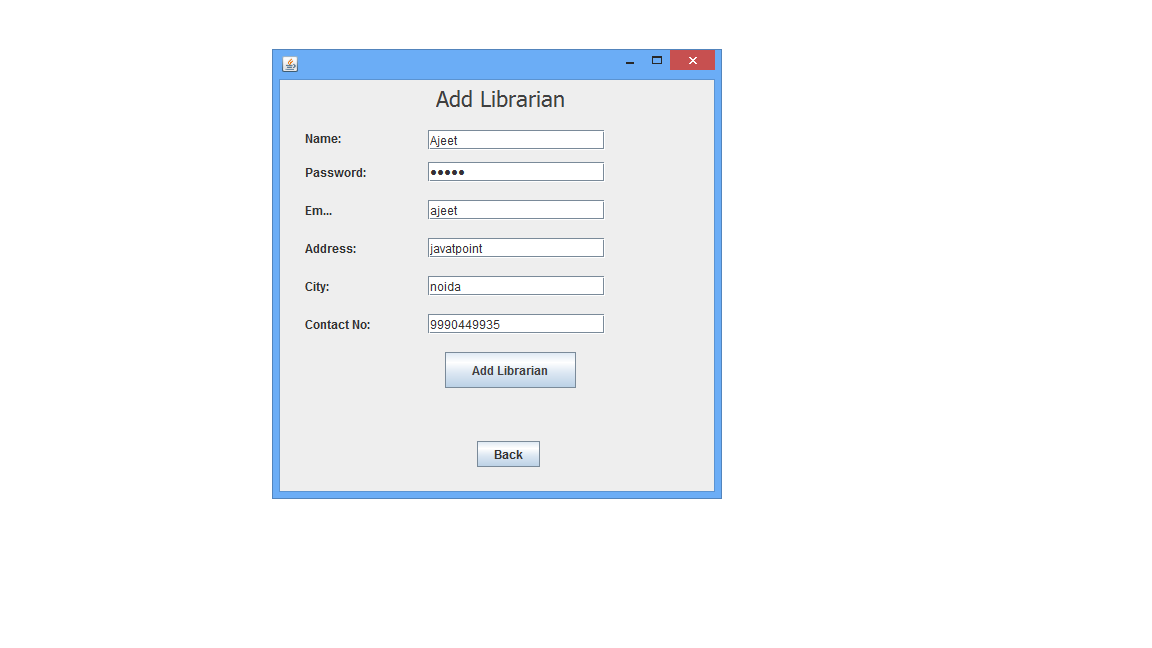 Add Librarian
Name: Ajeet
Password: •••••
Em... ajeet
Address: javatpoint
City: noida
Contact No: 9990449935
Add Librarian
Back